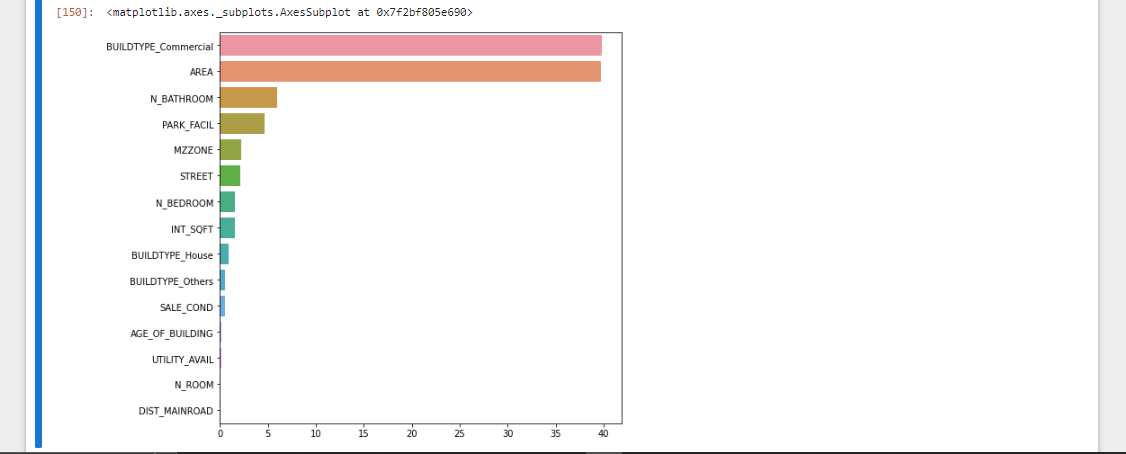 [150]: <matplotlib.axes._subplots.AxesSubplot at 0x7f2bf805e690>
BUILDTYPE_Commercial
AREA
N_BATHROOM
PARK_FACIL
MZZONE
STREET
N_BEDROOM
INT_SQFT
BUILDTYPE_House
BUILDTYPE_Others
SALE_COND
AGE_OF_BUILDING
UTILITY_AVAIL
N_ROOM
DIST_MAINROAD
0 5 10 15 20 25 30 35 40